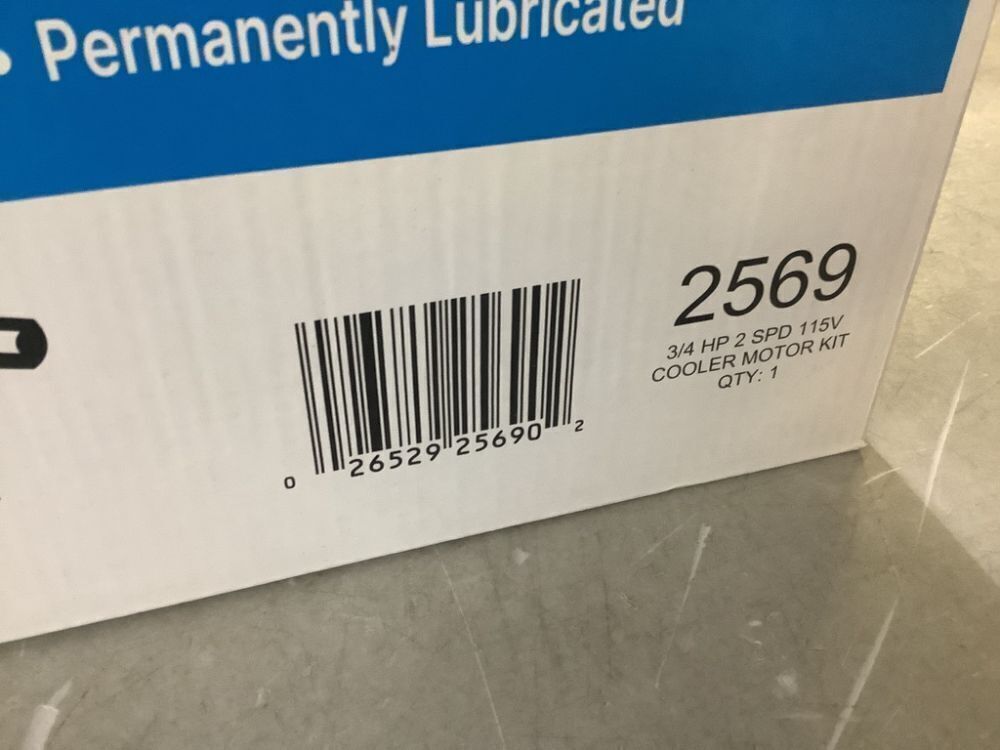 • Permanently Lubricated
2569
3/4 HP 2 SPD 115V
COOLER MOTOR KIT
QTY: 1
0 26529 25690 2